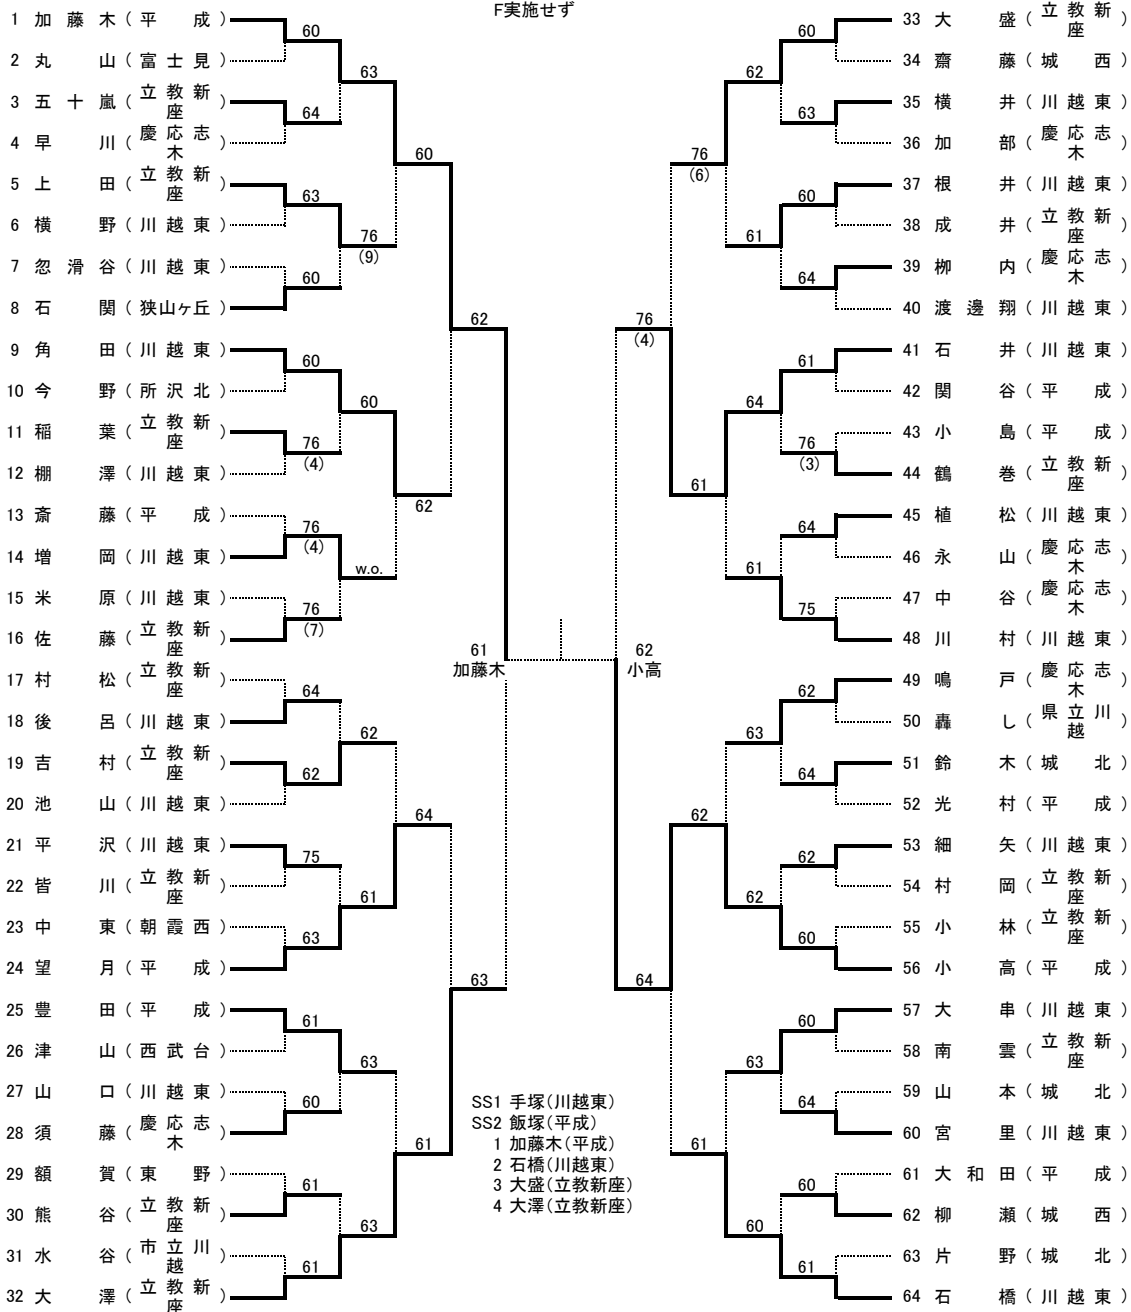 F実施せず
1 加藤木（平成）
60
2 丸山（富士見）
63
3 五十嵐（立教新座）
64
4 早川（慶応志木）
60
5 上田（立教新座）
63
6 横野（川越東）
76
(9)
7 忽滑谷（川越東）
60
8 石関（狭山ヶ丘）
62
9 角田（川越東）
60
10 今野（所沢北）
60
11 稲葉（立教新座）
76
(4)
12 棚澤（川越東）
62
13 斎藤（平成）
76
(4)
14 増岡（川越東）
w.o.
15 米原（川越東）
76
(7)
16 佐藤（立教新座）
61
加藤木
17 村松（立教新座）
64
18 後呂（川越東）
62
19 吉村（立教新座）
62
20 池山（川越東）
64
21 平沢（川越東）
75
22 皆川（立教新座）
61
23 中東（朝霞西）
63
24 望月（平成）
63
25 豊田（平成）
61
26 津山（西武台）
63
27 山口（川越東）
60
28 須藤（慶応志木）
61
29 額賀（東野）
61
30 熊谷（立教新座）
63
31 水谷（市立川越）
61
32 大澤（立教新座）
33 大盛（立教新座）
60
34 齋藤（城西）
62
35 横井（川越東）
63
36 加部（慶応志木）
76
(6)
37 根井（川越東）
60
38 成井（立教新座）
61
39 栁内（慶応志木）
64
40 渡邊翔（川越東）
76
(4)
41 石井（川越東）
61
42 関谷（平成）
64
43 小島（平成）
76
(3)
44 鶴巻（立教新座）
61
45 植松（川越東）
64
46 永山（慶応志木）
61
47 中谷（慶応志木）
75
48 川村（川越東）
62
小高
49 鳴戸（慶応志木）
62
50 轟し（県立川越）
63
51 鈴木（城北）
64
52 光村（平成）
62
53 細矢（川越東）
62
54 村岡（立教新座）
62
55 小林（立教新座）
60
56 小高（平成）
64
57 大串（川越東）
60
58 南雲（立教新座）
63
59 山本（城北）
64
60 宮里（川越東）
61
61 大和田（平成）
60
62 柳瀬（城西）
60
63 片野（城北）
61
64 石橋（川越東）
SS1 手塚(川越東)
SS2 飯塚(平成)
1 加藤木(平成)
2 石橋(川越東)
3 大盛(立教新座)
4 大澤(立教新座)